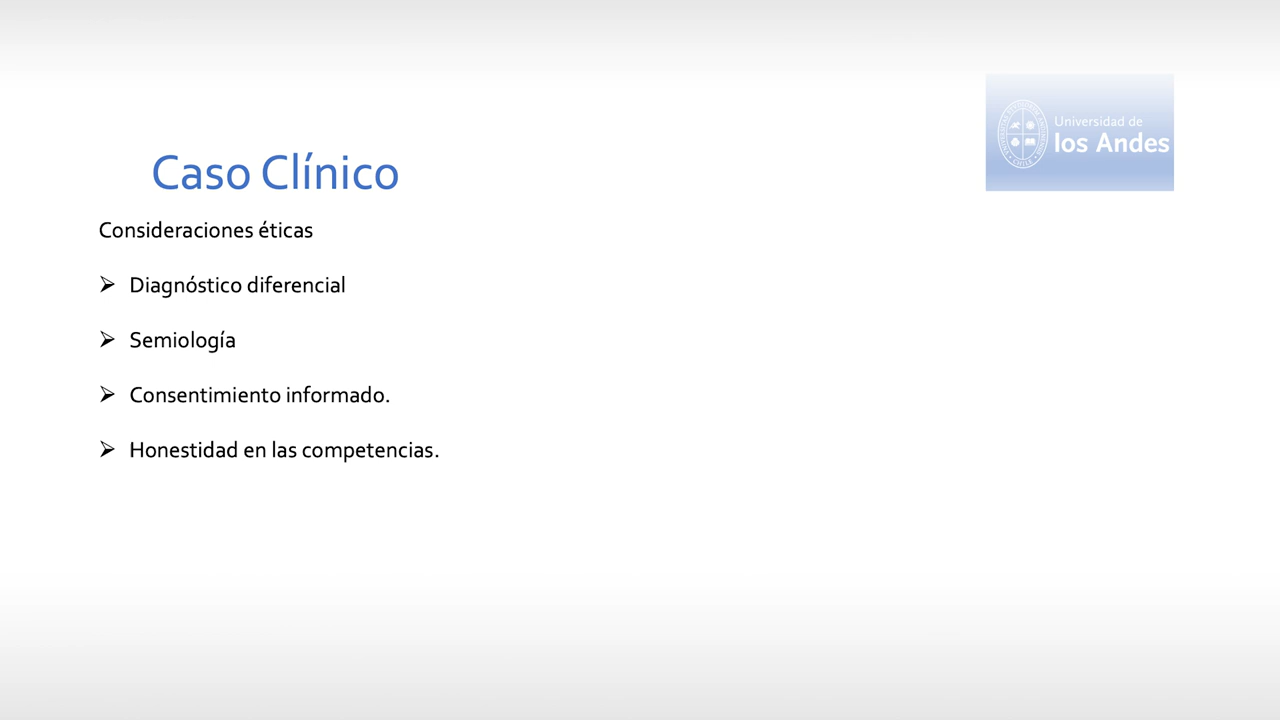 Universidad de
los Andes
Caso Clínico
Consideraciones éticas
Diagnóstico diferencial
Semiología
Consentimiento informado.
Honestidad en las competencias.